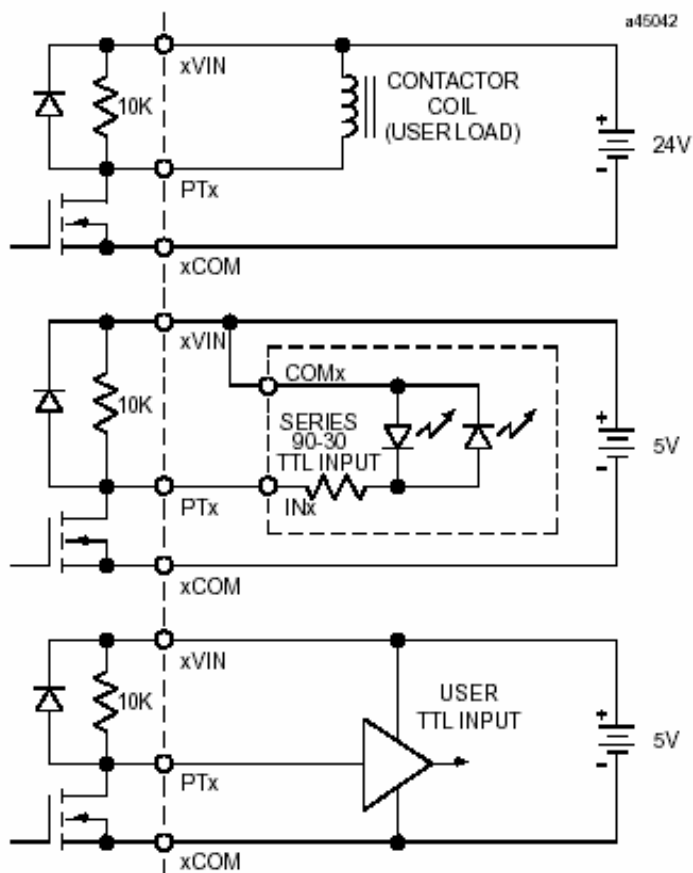 a45042
xVIN
10K
CONTACTOR
COIL
(USER LOAD)
+
24V
-
PTx
xCOM
xVIN
10K
COMx
SERIES
90-30
TTL INPUT
+
5V
-
PTx
INx
xCOM
xVIN
10K
USER
TTL INPUT
+
5V
-
PTx
xCOM